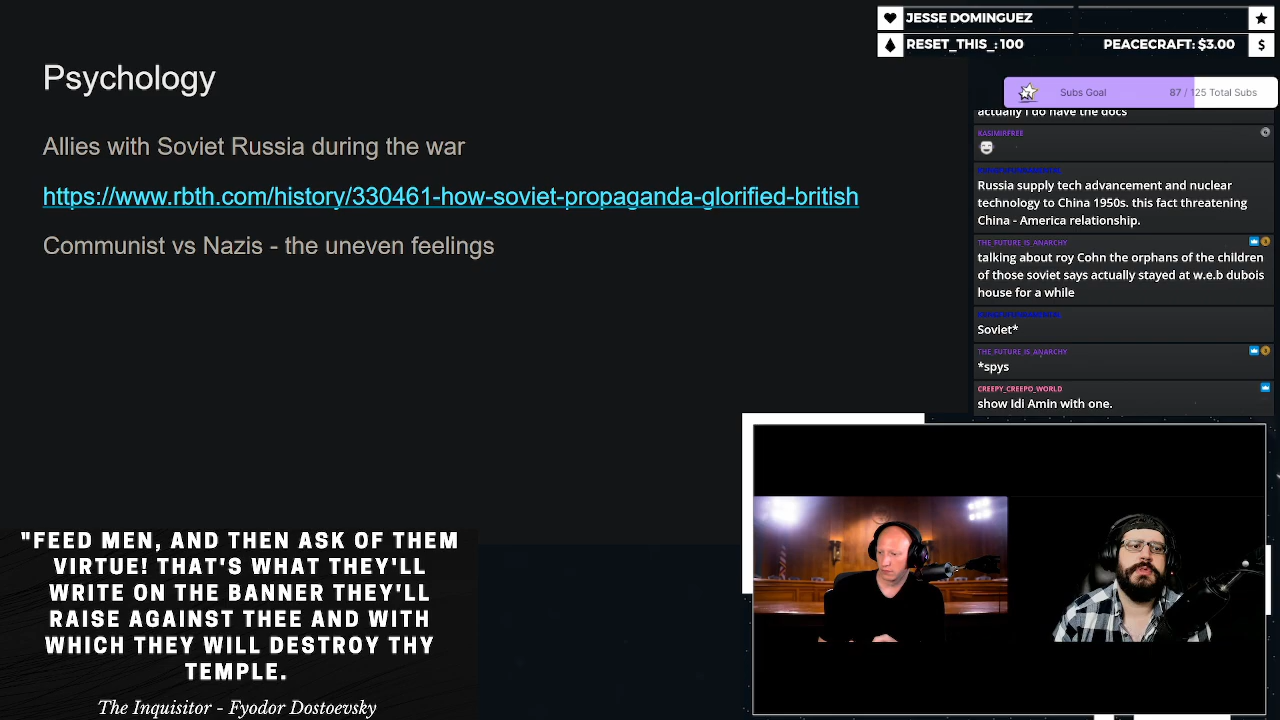 Psychology
Allies with Soviet Russia during the war
https://www.rbth.com/history/330461-how-soviet-propaganda-glorified-british
Communist vs Nazis - the uneven feelings
JESSE DOMINGUEZ
RESET_THIS_: 100
PEACECRAFT: $3.00
$
Subs Goal
87 / 125 Total Subs
actually I do have the docs
KASIMIRFREE
Russia supply tech advancement and nuclear
technology to China 1950s. this fact threatening
China - America relationship.
THE_FUTURE_IS_ANARCHY
talking about roy Cohn the orphans of the children
of those soviet says actually stayed at w.e.b dubois
house for a while
Soviet*
THE_FUTURE_IS_ANARCHY
*spys
CREEPY_CREEPO_WORLD
show Idi Amin with one.
"FEED MEN, AND THEN ASK OF THEM
VIRTUE! THAT'S WHAT THEY'LL
WRITE ON THE BANNER THEY'LL
RAISE AGAINST THEE AND WITH
WHICH THEY WILL DESTROY THY
TEMPLE.
The Inquisitor - Fyodor Dostoevsky